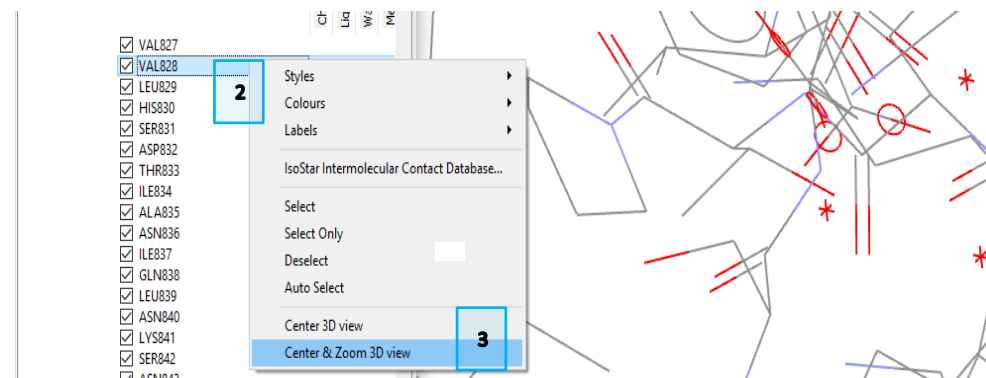 VAL827
VAL828
LEU829
HIS830
SER831
ASP832
THR833
ILE834
ALA835
ASN836
ILE837
GLN838
LEU839
ASN840
LYS841
SER842
2
Styles
Colours
Labels
IsoStar Intermolecular Contact Database...
Select
Select Only
Deselect
Auto Select
Center 3D view
Center & Zoom 3D view
3